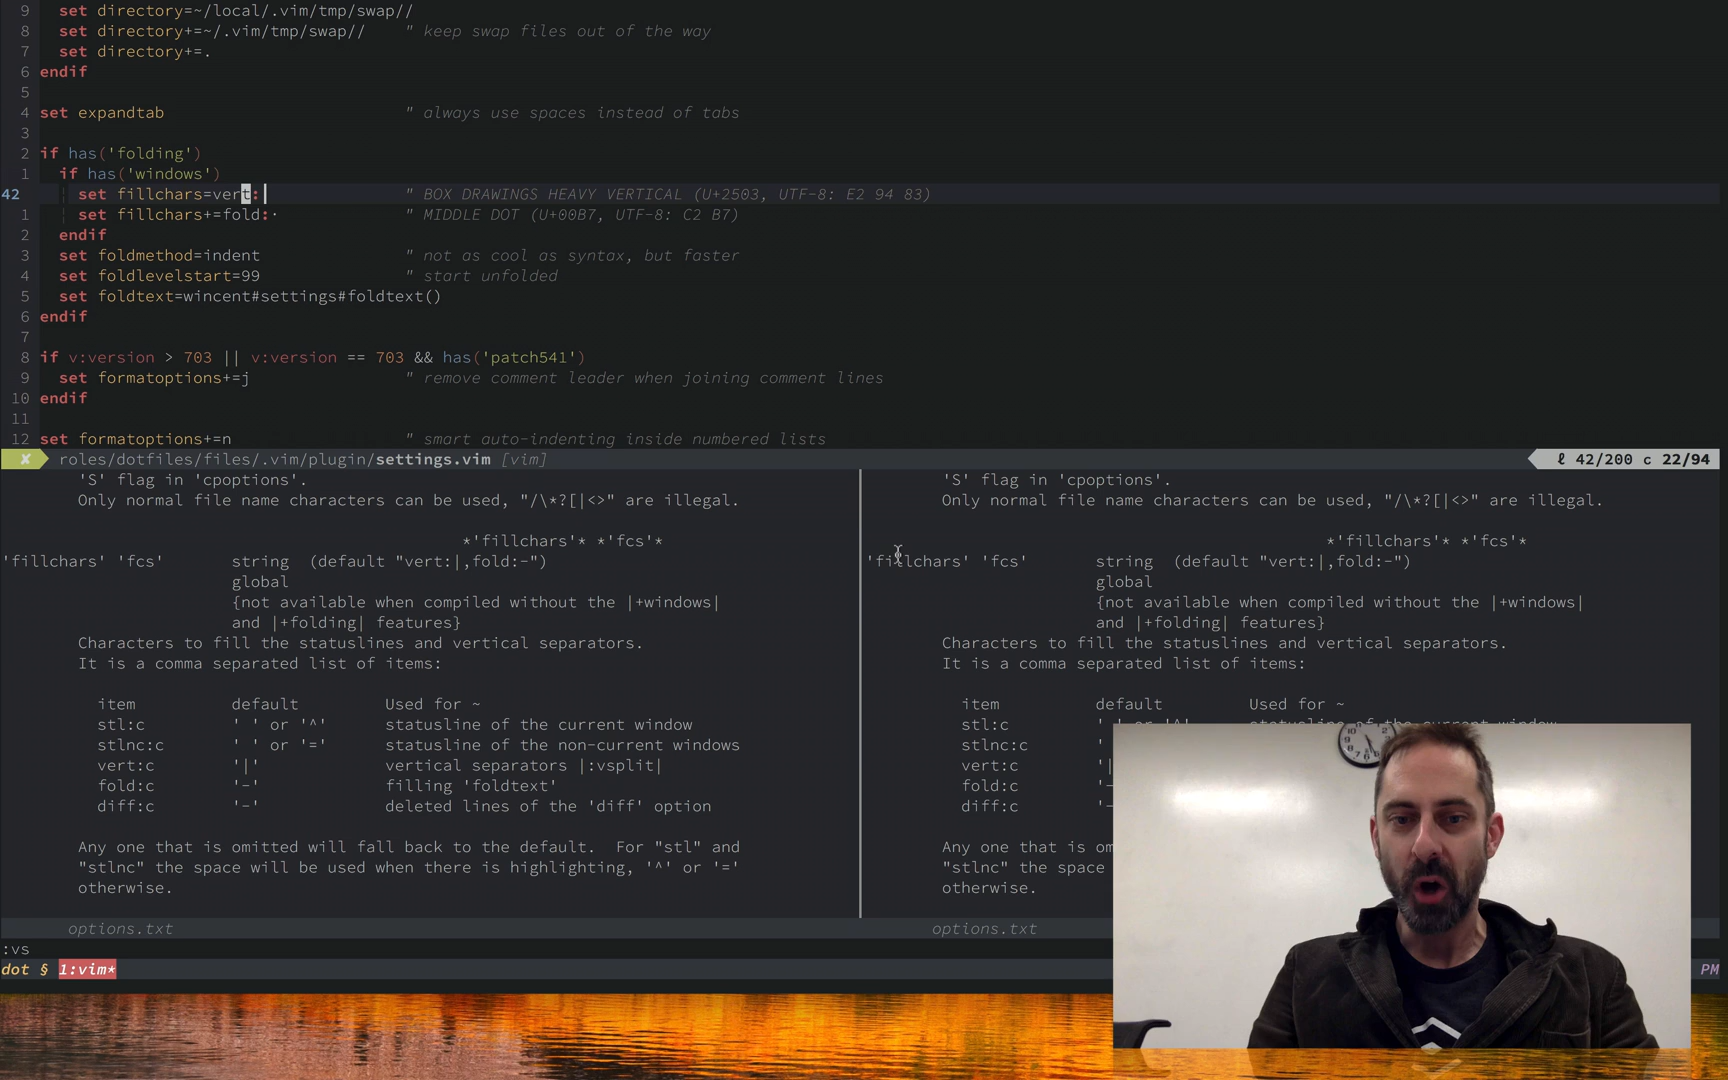 9 set directory=~/local/.vim/tmp/swap//
8 set directory+=~/.vim/tmp/swap// " keep swap files out of the way
7 set directory+=.
6 endif
5
4 set expandtab " always use spaces instead of tabs
3
2 if has('folding')
1 if has('windows')
42 set fillchars=vert:┃ " BOX DRAWINGS HEAVY VERTICAL (U+2503, UTF-8: E2 94 83)
1 set fillchars+=fold:· " MIDDLE DOT (U+00B7, UTF-8: C2 B7)
2 endif
3 set foldmethod=indent " not as cool as syntax, but faster
4 set foldlevelstart=99 " start unfolded
5 set foldtext=wincent#settings#foldtext()
6 endif
7
8 if v:version > 703 || v:version == 703 && has('patch541')
9 set formatoptions+=j " remove comment leader when joining comment lines
10 endif
11
12 set formatoptions+=n " smart auto-indenting inside numbered lists
✘ roles/dotfiles/files/.vim/plugin/settings.vim [vim] ℓ 42/200 c 22/94
'S' flag in 'cpoptions'.
Only normal file name characters can be used, "/\*?[|<>" are illegal.
*'fillchars'* *'fcs'*
'fillchars' 'fcs' string (default "vert:|,fold:-")
global
{not available when compiled without the |+windows|
and |+folding| features}
Characters to fill the statuslines and vertical separators.
It is a comma separated list of items:
item default Used for ~
stl:c ' ' or '^' statusline of the current window
stlnc:c ' ' or '=' statusline of the non-current windows
vert:c '|' vertical separators |:vsplit|
fold:c '-' filling 'foldtext'
diff:c '-' deleted lines of the 'diff' option
Any one that is omitted will fall back to the default. For "stl" and
"stlnc" the space will be used when there is highlighting, '^' or '='
otherwise.
options.txt
'S' flag in 'cpoptions'.
Only normal file name characters can be used, "/\*?[|<>" are illegal.
*'fillchars'* *'fcs'*
'fillchars' 'fcs' string (default "vert:|,fold:-")
global
{not available when compiled without the |+windows|
and |+folding| features}
Characters to fill the statuslines and vertical separators.
It is a comma separated list of items:
item default Used for ~
stl:c
stlnc:c
vert:c
fold:c
diff:c
Any one that is
"stlnc" the space
otherwise.
options.txt
:vs
dot § 1:vim* PM